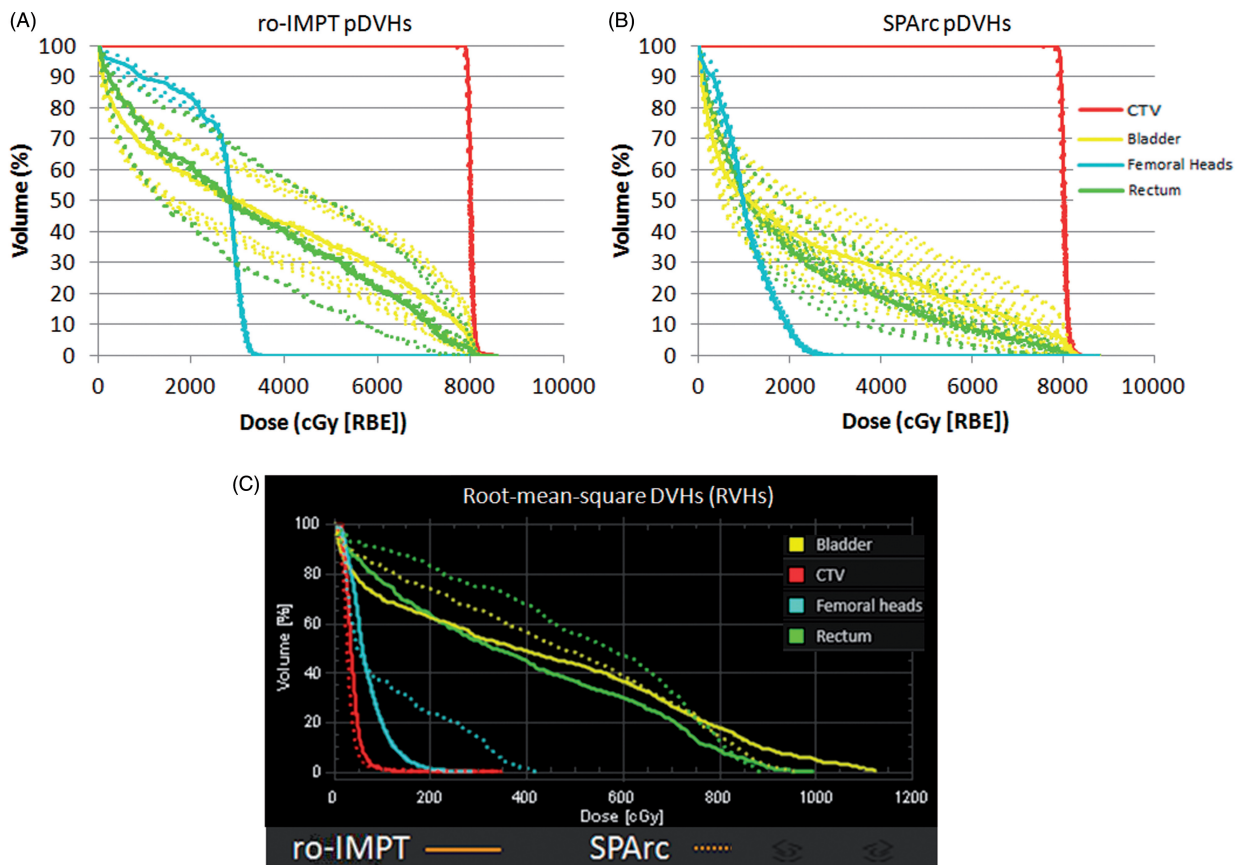 (A)
ro-IMPT pDVHs
100
90
80
70
60
50
40
30
20
10
0
Volume (%)
0 2000 4000 6000 8000 10000
Dose (cGy [RBE])
(B)
SPArc pDVHs
100
90
80
70
60
50
40
30
20
10
0
Volume (%)
0 2000 4000 6000 8000 10000
Dose (cGy [RBE])
CTV
Bladder
Femoral Heads
Rectum
(C)
Root-mean-square DVHs (RVHs)
100
80
60
40
20
0
Volume [%]
0 200 400 600 800 1000 1200
Dose [cGy]
Bladder
CTV
Femoral heads
Rectum
ro-IMPT
SPArc